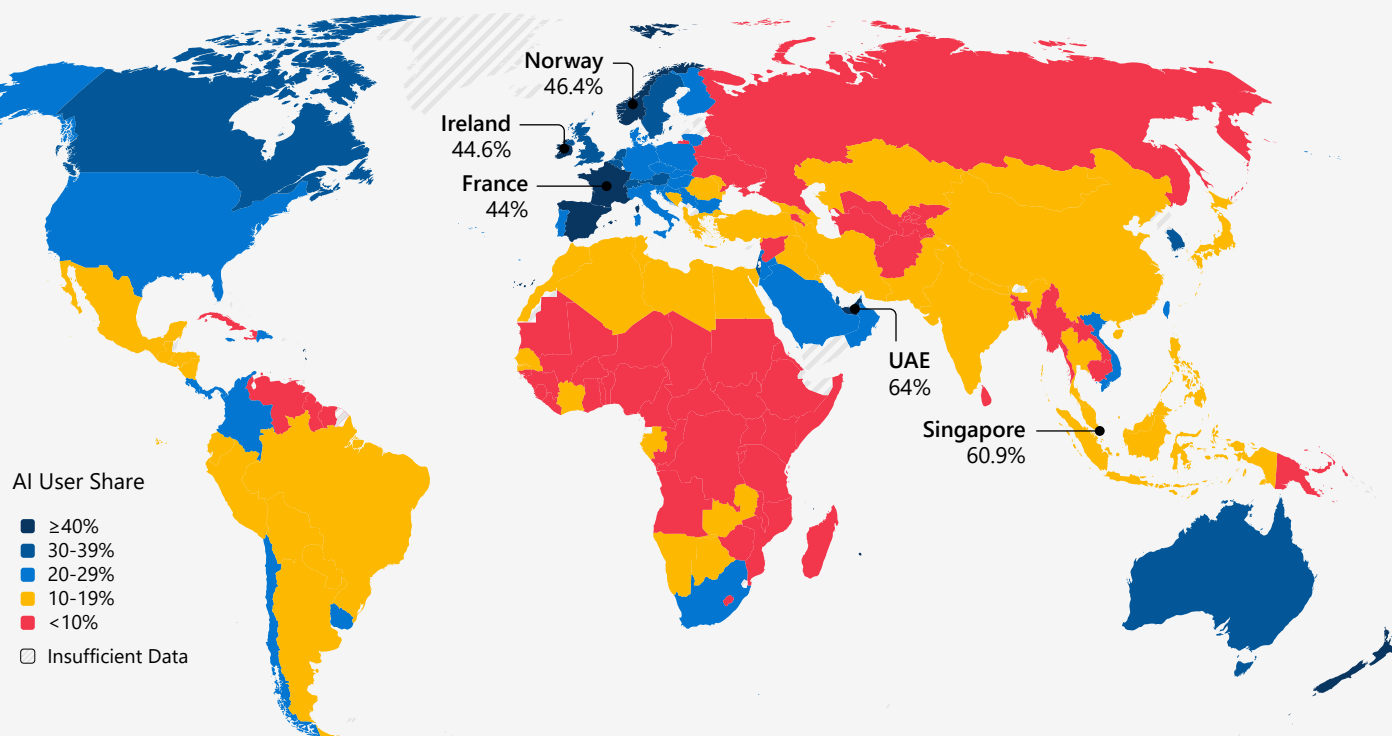 Norway
46.4%
Ireland
44.6%
France
44%
UAE
64%
Singapore
60.9%
AI User Share
≥40%
30-39%
20-29%
10-19%
<10%
Insufficient Data